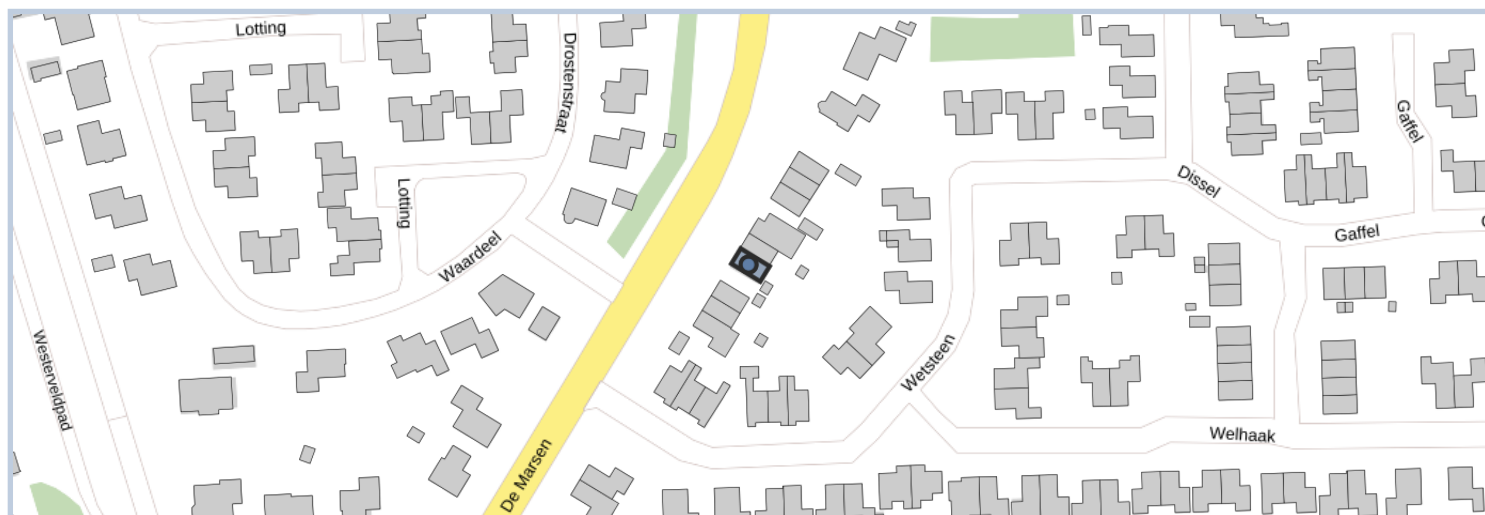 Lotting
Drostenstraat
Gaffel
Dissel
Lotting
Gaffel
Waardeel
Westerveldpad
Wetsteen
Welhaak
De Marsen